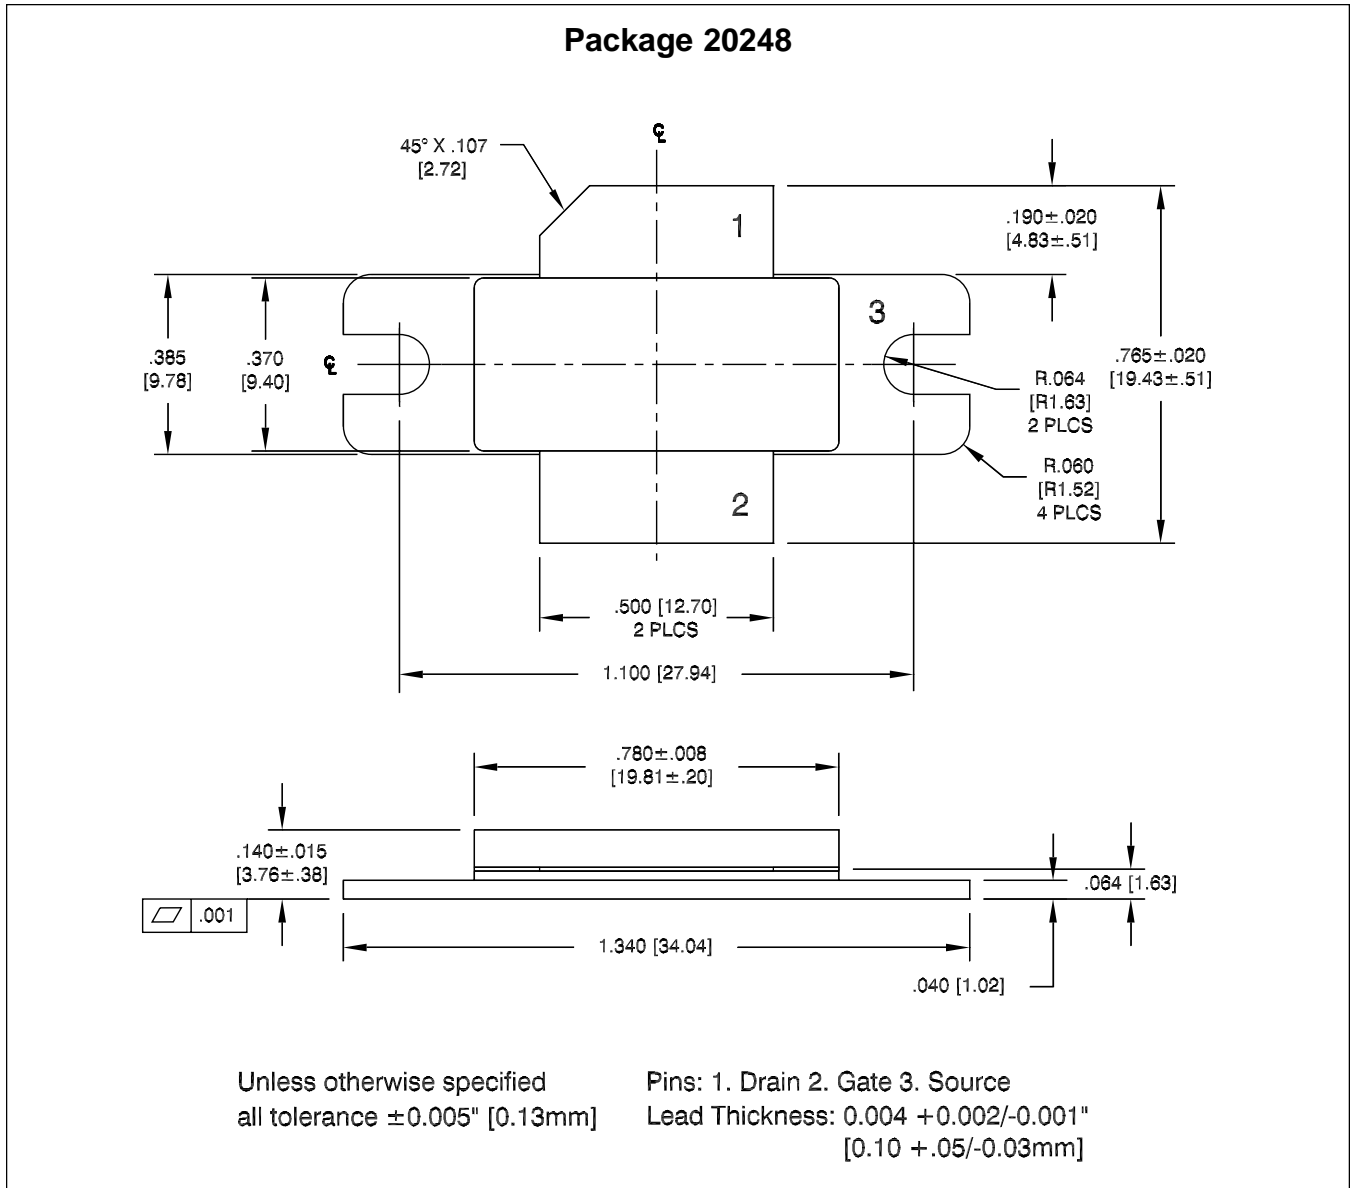 Package 20248
℄
45° X .107
[2.72]
1
.190±.020
[4.83±.51]
3
.385
[9.78]
.370
[9.40]
℄
.765±.020
[19.43±.51]
R.064
[R1.63]
2 PLCS
R.060
[R1.52]
4 PLCS
2
.500 [12.70]
2 PLCS
1.100 [27.94]
.780±.008
[19.81±.20]
.140±.015
[3.76±.38]
.064 [1.63]
.001
1.340 [34.04]
.040 [1.02]
Unless otherwise specified
all tolerance ±0.005" [0.13mm]
Pins: 1. Drain 2. Gate 3. Source
Lead Thickness: 0.004 +0.002/-0.001"
[0.10 +.05/-0.03mm]